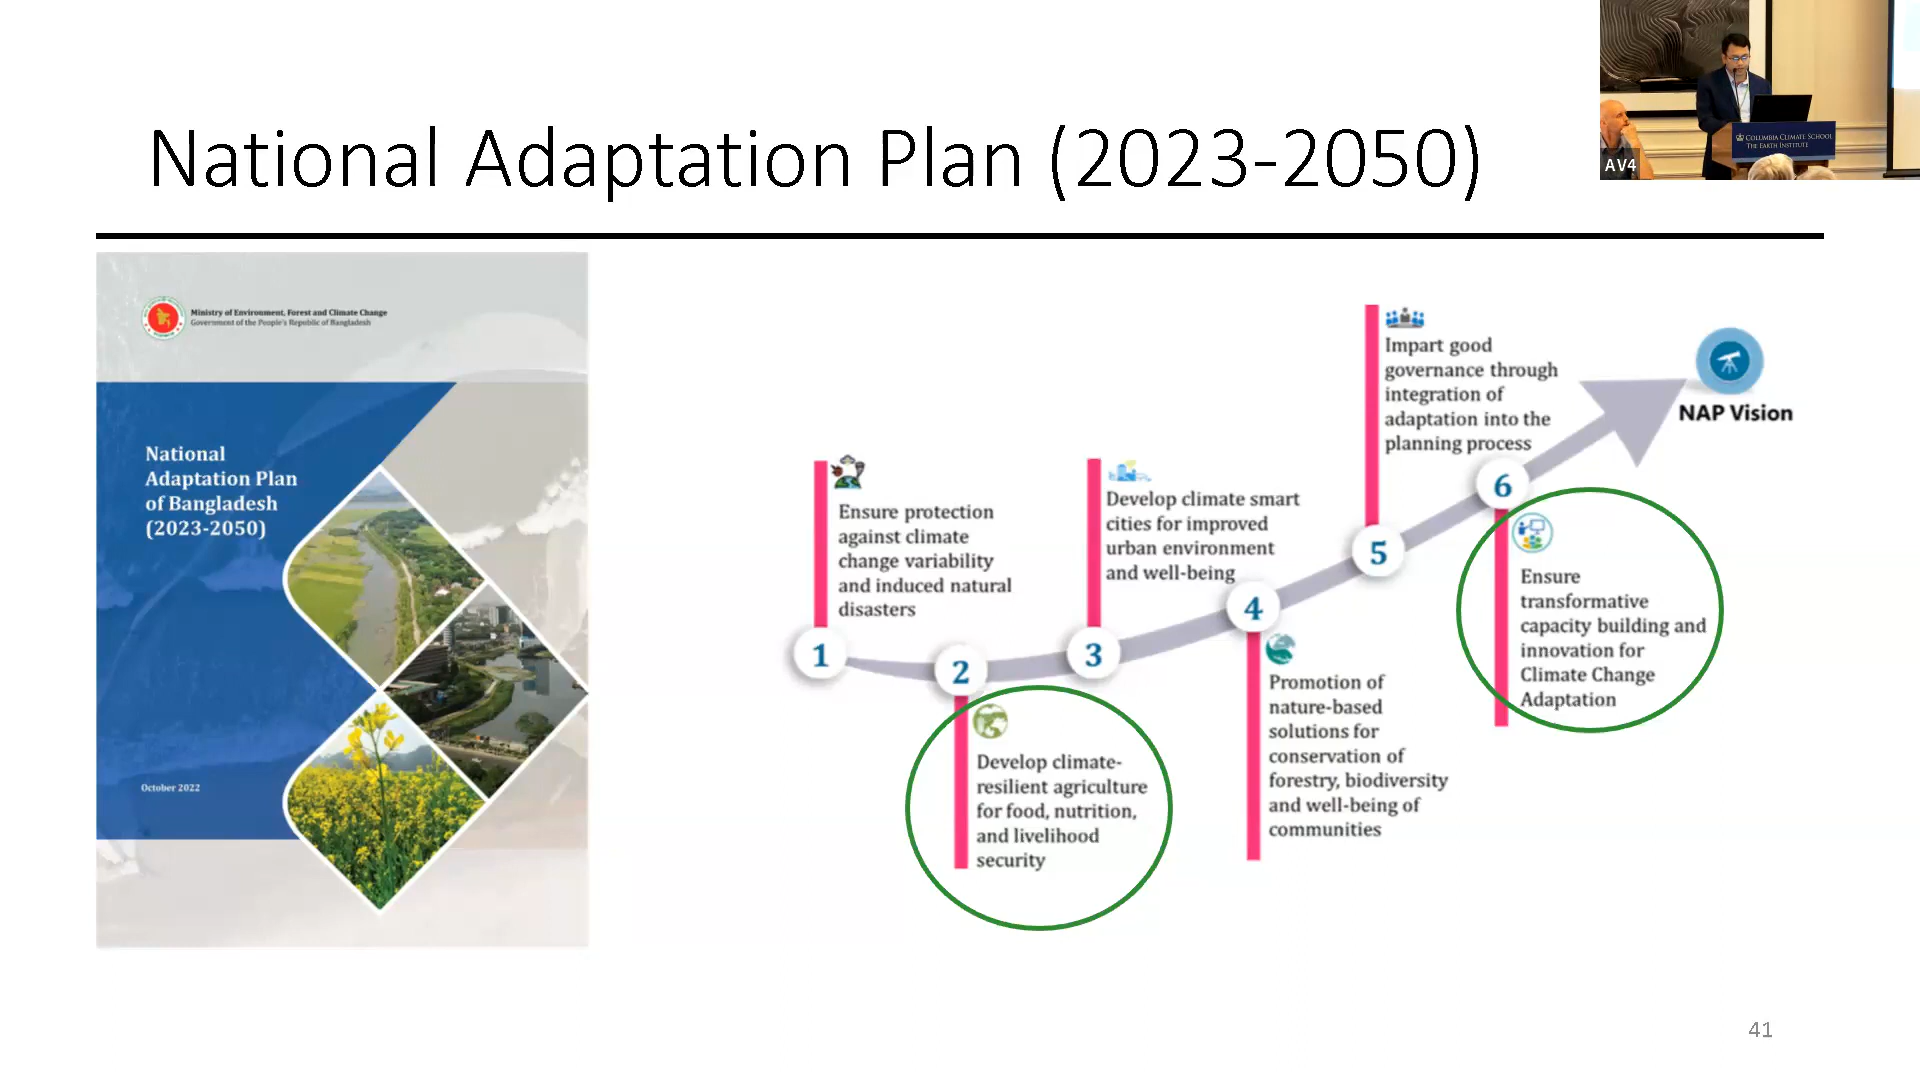 National Adaptation Plan (2023-2050)
COLUMBIA CLIMATE SCHOOL
THE EARTH INSTITUTE
AV4
Ministry of Environment, Forest and Climate Change
Government of the People's Republic of Bangladesh
National
Adaptation Plan
of Bangladesh
(2023-2050)
October 2022
1
Ensure protection
against climate
change variability
and induced natural
disasters
2
Develop climate-
resilient agriculture
for food, nutrition,
and livelihood
security
3
Develop climate smart
cities for improved
urban environment
and well-being
4
Promotion of
nature-based
solutions for
conservation of
forestry, biodiversity
and well-being of
communities
5
Impart good
governance through
integration of
adaptation into the
planning process
6
Ensure
transformative
capacity building and
innovation for
Climate Change
Adaptation
NAP Vision
41